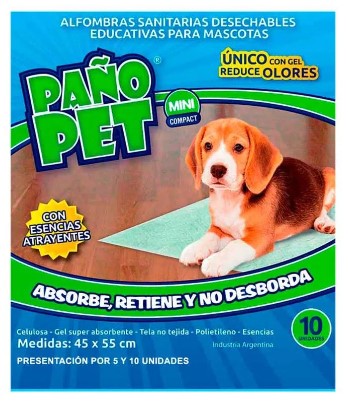 ALFOMBRAS SANITARIAS DESECHABLES
EDUCATIVAS PARA MASCOTAS
ÚNICO CON GEL
REDUCE OLORES
PAÑO
PET®
MINI
COMPACT
CON
ESENCIAS
ATRAYENTES
ABSORBE, RETIENE Y NO DESBORDA
Celulosa - Gel super absorbente - Tela no tejida - Polietileno - Esencias
Medidas: 45 x 55 cm
Industria Argentina
10
UNIDADES
PRESENTACIÓN POR 5 Y 10 UNIDADES